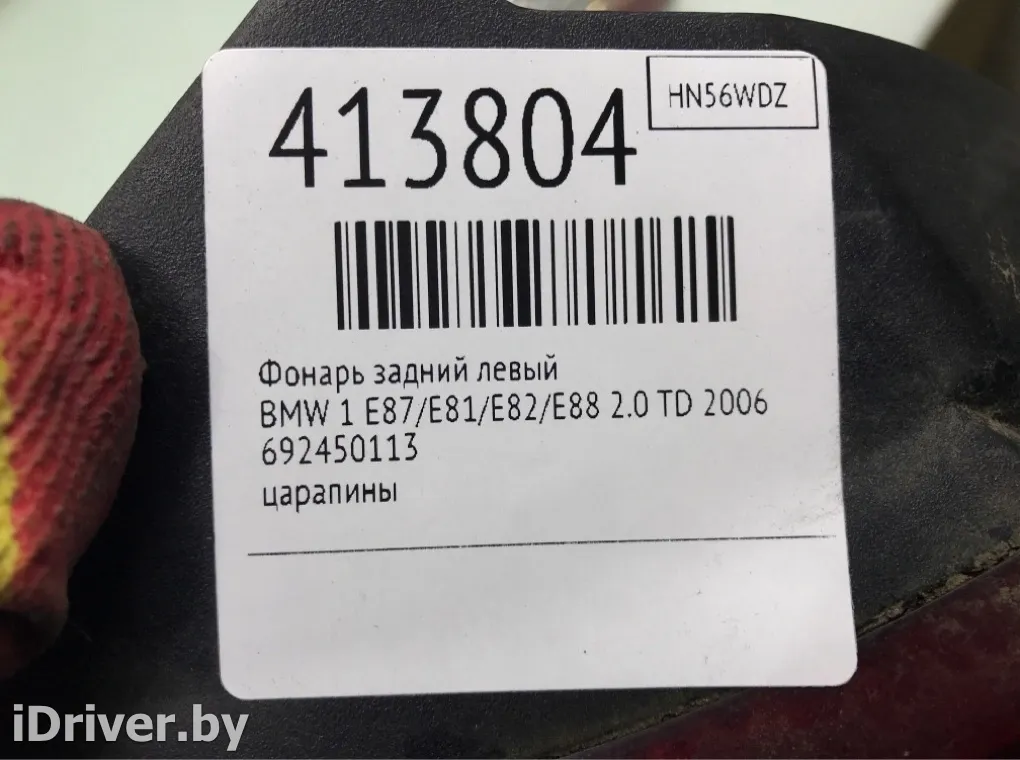 413804
HN56WDZ
Фонарь задний левый
BMW 1 E87/E81/E82/E88 2.0 TD 2006
692450113
царапины
iDriver.by